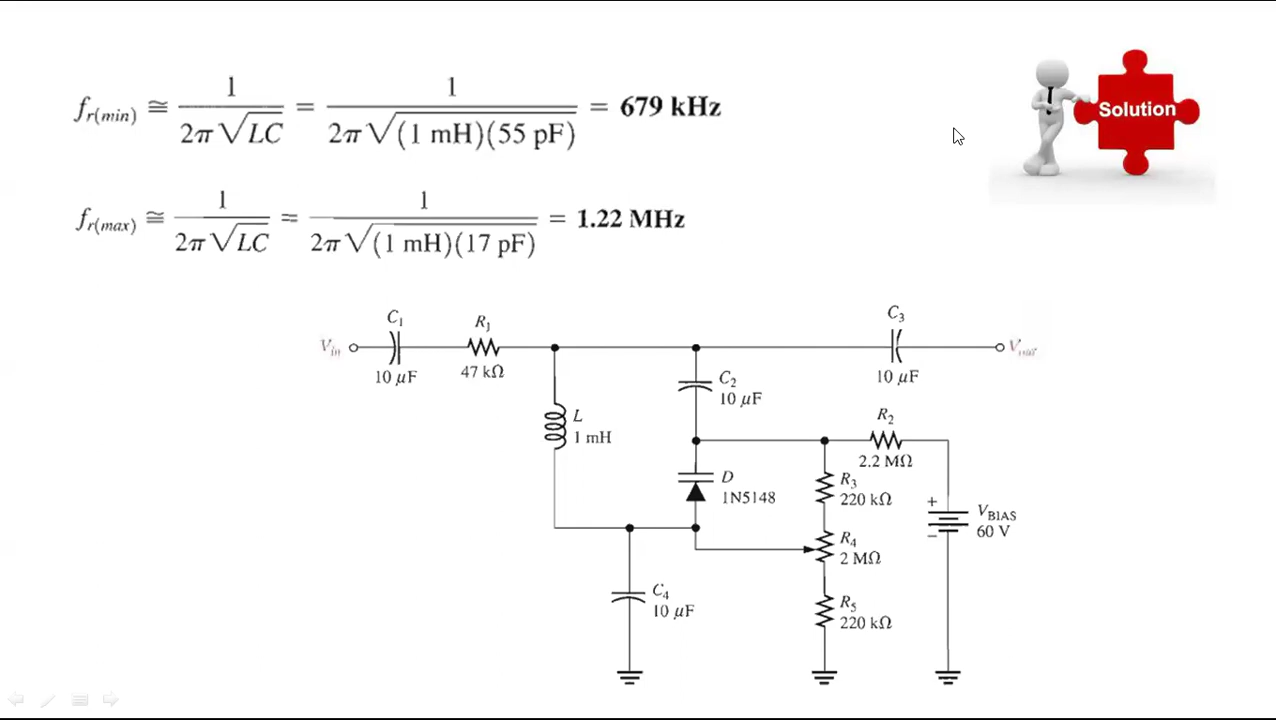 f_r(min) ≅ 1 / 2π√LC = 1 / 2π√(1 mH)(55 pF) = 679 kHz
Solution
f_r(max) ≅ 1 / 2π√LC = 1 / 2π√(1 mH)(17 pF) = 1.22 MHz
C₁
R₁
C₃
V_in
V_out
10 µF
47 kΩ
10 µF
C₂
10 µF
R₂
2.2 MΩ
L
1 mH
D
1N5148
R₃
220 kΩ
+
V_BIAS
−
60 V
R₄
2 MΩ
C₄
10 µF
R₅
220 kΩ